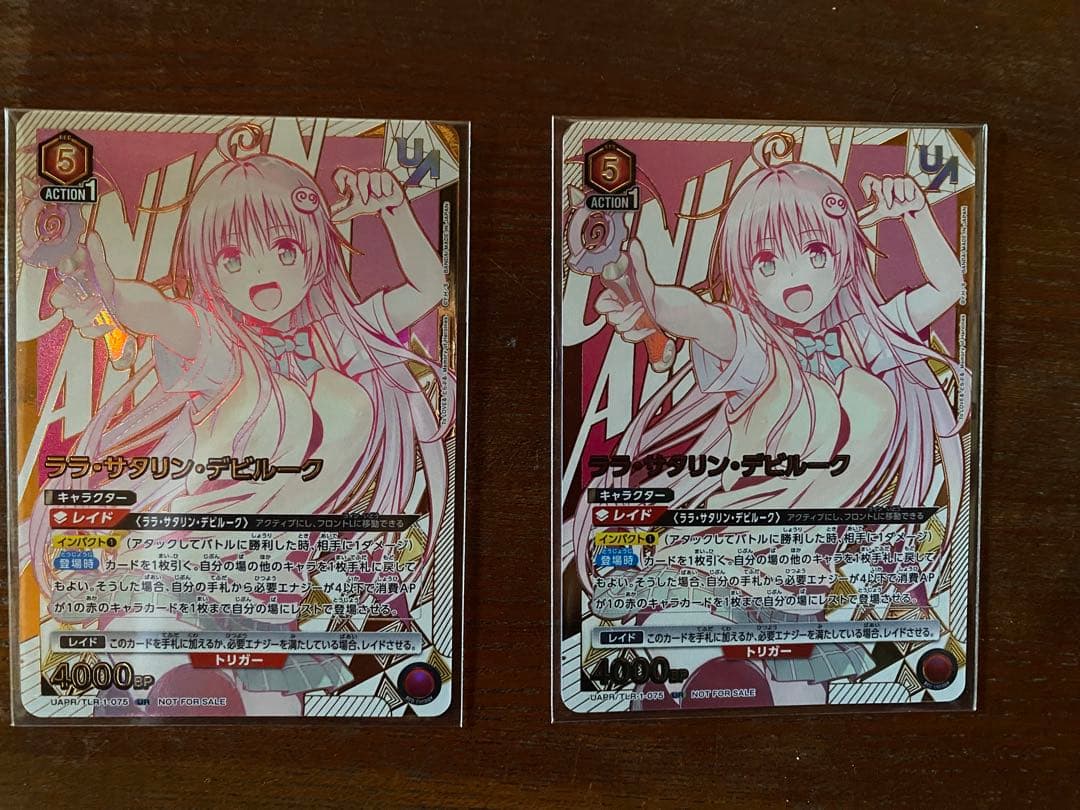 5
ACTION 1
UA
ララ・サタリン・デビルーク
キャラクター
レイド 〈ララ・サタリン・デビルーク〉 アクティブにし、フロントLに移動できる
インパクト1 (アタックしてバトルに勝利した時、相手に1ダメージ)
登場時 カードを1枚引く。自分の場の他のキャラを1枚手札に戻して
もよい。そうした場合、自分の手札から必要エナジーが4以下で消費AP
が1の赤のキャラカードを1枚まで自分の場にレストで登場させる。
レイド このカードを手札に加えるか、必要エナジーを満たしている場合、レイドさせる。
トリガー
4000BP
UAPR/TLR-1-075 UR NOT FOR SALE
BANDAI MADE IN JAPAN
5
ACTION 1
UA
ララ・サタリン・デビルーク
キャラクター
レイド 〈ララ・サタリン・デビルーク〉 アクティブにし、フロントLに移動できる
インパクト1 (アタックしてバトルに勝利した時、相手に1ダメージ)
登場時 カードを1枚引く。自分の場の他のキャラを1枚手札に戻して
もよい。そうした場合、自分の手札から必要エナジーが4以下で消費AP
が1の赤のキャラカードを1枚まで自分の場にレストで登場させる。
レイド このカードを手札に加えるか、必要エナジーを満たしている場合、レイドさせる。
トリガー
4000BP
UAPR/TLR-1-075 UR NOT FOR SALE
BANDAI MADE IN JAPAN